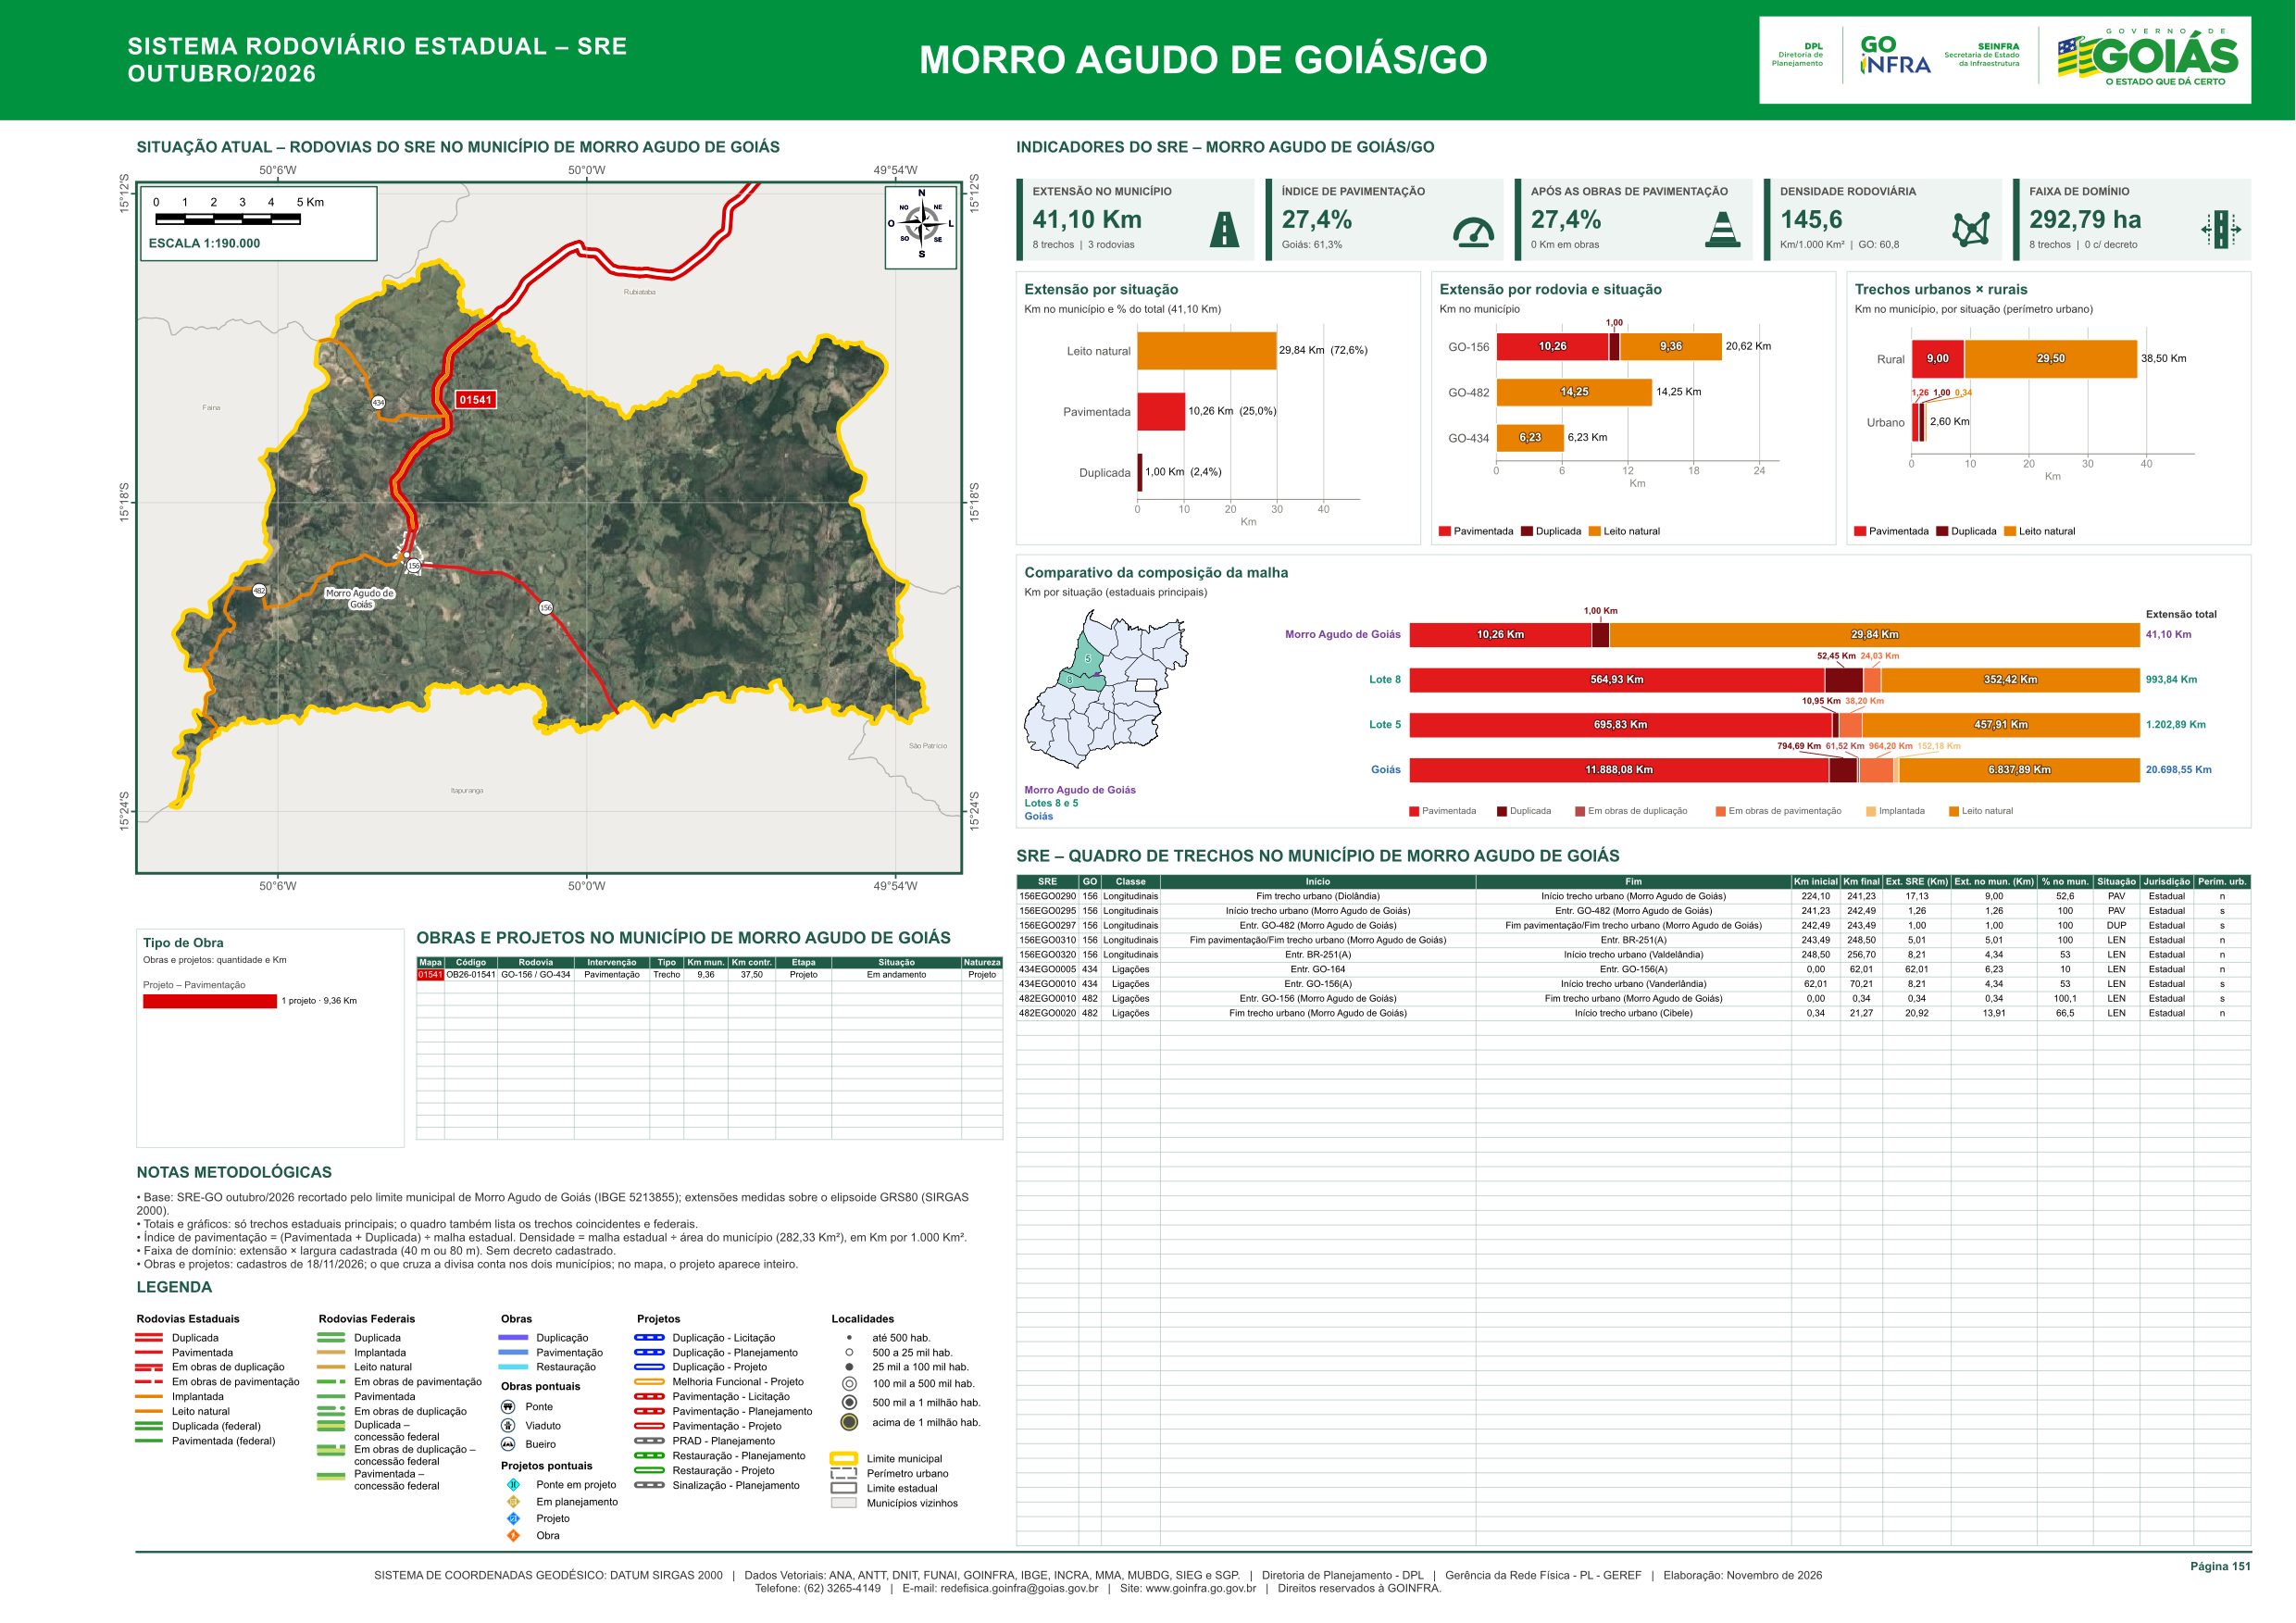 SISTEMA RODOVIÁRIO ESTADUAL – SRE
OUTUBRO/2026
MORRO AGUDO DE GOIÁS/GO
DPL
Diretoria de
Planejamento
GO
iNFRA
SEINFRA
Secretaria de Estado
da Infraestrutura
GOVERNO DE
GOIÁS
O ESTADO QUE DÁ CERTO
SITUAÇÃO ATUAL – RODOVIAS DO SRE NO MUNICÍPIO DE MORRO AGUDO DE GOIÁS
50°6'W 50°0'W 49°54'W
15°12'S 15°12'S
0 1 2 3 4 5 Km
ESCALA 1:190.000
N
NO NE
O L
SO SE
S
Rubiataba
Faina
434
01541
15°18'S 15°18'S
156
482
Morro Agudo de
Goiás
156
São Patrício
Itapuranga
15°24'S 15°24'S
50°6'W 50°0'W 49°54'W
INDICADORES DO SRE – MORRO AGUDO DE GOIÁS/GO
EXTENSÃO NO MUNICÍPIO
41,10 Km
8 trechos | 3 rodovias
ÍNDICE DE PAVIMENTAÇÃO
27,4%
Goiás: 61,3%
APÓS AS OBRAS DE PAVIMENTAÇÃO
27,4%
0 Km em obras
DENSIDADE RODOVIÁRIA
145,6
Km/1.000 Km² | GO: 60,8
FAIXA DE DOMÍNIO
292,79 ha
8 trechos | 0 c/ decreto
Extensão por situação
Km no município e % do total (41,10 Km)
Leito natural 29,84 Km (72,6%)
Pavimentada 10,26 Km (25,0%)
Duplicada 1,00 Km (2,4%)
0 10 20 30 40
Km
Extensão por rodovia e situação
Km no município
1,00
GO-156 10,26 9,36 20,62 Km
GO-482 14,25 14,25 Km
GO-434 6,23 6,23 Km
0 6 12 18 24
Km
Pavimentada Duplicada Leito natural
Trechos urbanos × rurais
Km no município, por situação (perímetro urbano)
Rural 9,00 29,50 38,50 Km
1,26 1,00 0,34
Urbano 2,60 Km
0 10 20 30 40
Km
Pavimentada Duplicada Leito natural
Comparativo da composição da malha
Km por situação (estaduais principais)
5
8
Morro Agudo de Goiás
Lotes 8 e 5
Goiás
1,00 Km Extensão total
Morro Agudo de Goiás 10,26 Km 29,84 Km 41,10 Km
52,45 Km 24,03 Km
Lote 8 564,93 Km 352,42 Km 993,84 Km
10,95 Km 38,20 Km
Lote 5 695,83 Km 457,91 Km 1.202,89 Km
794,69 Km 61,52 Km 964,20 Km 152,18 Km
Goiás 11.888,08 Km 6.837,89 Km 20.698,55 Km
Pavimentada Duplicada Em obras de duplicação Em obras de pavimentação Implantada Leito natural
SRE – QUADRO DE TRECHOS NO MUNICÍPIO DE MORRO AGUDO DE GOIÁS
SRE GO Classe Início Fim Km inicial Km final Ext. SRE (Km) Ext. no mun. (Km) % no mun. Situação Jurisdição Perím. urb.
156EGO0290 156 Longitudinais Fim trecho urbano (Diolândia) Início trecho urbano (Morro Agudo de Goiás) 224,10 241,23 17,13 9,00 52,6 PAV Estadual n
156EGO0295 156 Longitudinais Início trecho urbano (Morro Agudo de Goiás) Entr. GO-482 (Morro Agudo de Goiás) 241,23 242,49 1,26 1,26 100 PAV Estadual s
156EGO0297 156 Longitudinais Entr. GO-482 (Morro Agudo de Goiás) Fim pavimentação/Fim trecho urbano (Morro Agudo de Goiás) 242,49 243,49 1,00 1,00 100 DUP Estadual s
156EGO0310 156 Longitudinais Fim pavimentação/Fim trecho urbano (Morro Agudo de Goiás) Entr. BR-251(A) 243,49 248,50 5,01 5,01 100 LEN Estadual n
156EGO0320 156 Longitudinais Entr. BR-251(A) Início trecho urbano (Valdelândia) 248,50 256,70 8,21 4,34 53 LEN Estadual n
434EGO0005 434 Ligações Entr. GO-164 Entr. GO-156(A) 0,00 62,01 62,01 6,23 10 LEN Estadual n
434EGO0010 434 Ligações Entr. GO-156(A) Início trecho urbano (Vanderlândia) 62,01 70,21 8,21 4,34 53 LEN Estadual s
482EGO0010 482 Ligações Entr. GO-156 (Morro Agudo de Goiás) Fim trecho urbano (Morro Agudo de Goiás) 0,00 0,34 0,34 0,34 100,1 LEN Estadual s
482EGO0020 482 Ligações Fim trecho urbano (Morro Agudo de Goiás) Início trecho urbano (Cibele) 0,34 21,27 20,92 13,91 66,5 LEN Estadual n
Tipo de Obra
Obras e projetos: quantidade e Km
Projeto – Pavimentação
1 projeto · 9,36 Km
OBRAS E PROJETOS NO MUNICÍPIO DE MORRO AGUDO DE GOIÁS
Mapa Código Rodovia Intervenção Tipo Km mun. Km contr. Etapa Situação Natureza
01541 OB26-01541 GO-156 / GO-434 Pavimentação Trecho 9,36 37,50 Projeto Em andamento Projeto
NOTAS METODOLÓGICAS
• Base: SRE-GO outubro/2026 recortado pelo limite municipal de Morro Agudo de Goiás (IBGE 5213855); extensões medidas sobre o elipsoide GRS80 (SIRGAS
2000).
• Totais e gráficos: só trechos estaduais principais; o quadro também lista os trechos coincidentes e federais.
• Índice de pavimentação = (Pavimentada + Duplicada) ÷ malha estadual. Densidade = malha estadual ÷ área do município (282,33 Km²), em Km por 1.000 Km².
• Faixa de domínio: extensão × largura cadastrada (40 m ou 80 m). Sem decreto cadastrado.
• Obras e projetos: cadastros de 18/11/2026; o que cruza a divisa conta nos dois municípios; no mapa, o projeto aparece inteiro.
LEGENDA
Rodovias Estaduais
Duplicada
Pavimentada
Em obras de duplicação
Em obras de pavimentação
Implantada
Leito natural
Duplicada (federal)
Pavimentada (federal)
Rodovias Federais
Duplicada
Implantada
Leito natural
Em obras de pavimentação
Pavimentada
Em obras de duplicação
Duplicada –
concessão federal
Em obras de duplicação –
concessão federal
Pavimentada –
concessão federal
Obras
Duplicação
Pavimentação
Restauração
Obras pontuais
Ponte
Viaduto
Bueiro
Projetos pontuais
Ponte em projeto
Em planejamento
Projeto
Obra
Projetos
Duplicação - Licitação
Duplicação - Planejamento
Duplicação - Projeto
Melhoria Funcional - Projeto
Pavimentação - Licitação
Pavimentação - Planejamento
Pavimentação - Projeto
PRAD - Planejamento
Restauração - Planejamento
Restauração - Projeto
Sinalização - Planejamento
Localidades
até 500 hab.
500 a 25 mil hab.
25 mil a 100 mil hab.
100 mil a 500 mil hab.
500 mil a 1 milhão hab.
acima de 1 milhão hab.
Limite municipal
Perímetro urbano
Limite estadual
Municípios vizinhos
Página 151
SISTEMA DE COORDENADAS GEODÉSICO: DATUM SIRGAS 2000 | Dados Vetoriais: ANA, ANTT, DNIT, FUNAI, GOINFRA, IBGE, INCRA, MMA, MUBDG, SIEG e SGP. | Diretoria de Planejamento - DPL | Gerência da Rede Física - PL - GEREF | Elaboração: Novembro de 2026
Telefone: (62) 3265-4149 | E-mail: redefisica.goinfra@goias.gov.br | Site: www.goinfra.go.gov.br | Direitos reservados à GOINFRA.